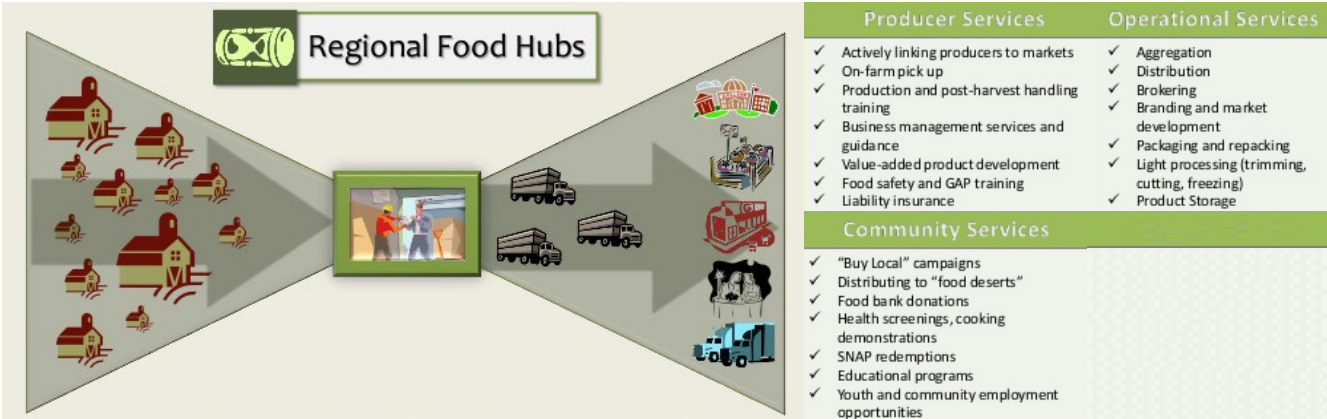 Regional Food Hubs
Producer Services
✓ Actively linking producers to markets
✓ On-farm pick up
✓ Production and post-harvest handling
training
✓ Business management services and
guidance
✓ Value-added product development
✓ Food safety and GAP training
✓ Liability insurance
Operational Services
✓ Aggregation
✓ Distribution
✓ Brokering
✓ Branding and market
development
✓ Packaging and repacking
✓ Light processing (trimming,
cutting, freezing)
✓ Product Storage
Community Services
✓ “Buy Local” campaigns
✓ Distributing to “food deserts”
✓ Food bank donations
✓ Health screenings, cooking
demonstrations
✓ SNAP redemptions
✓ Educational programs
✓ Youth and community employment
opportunities